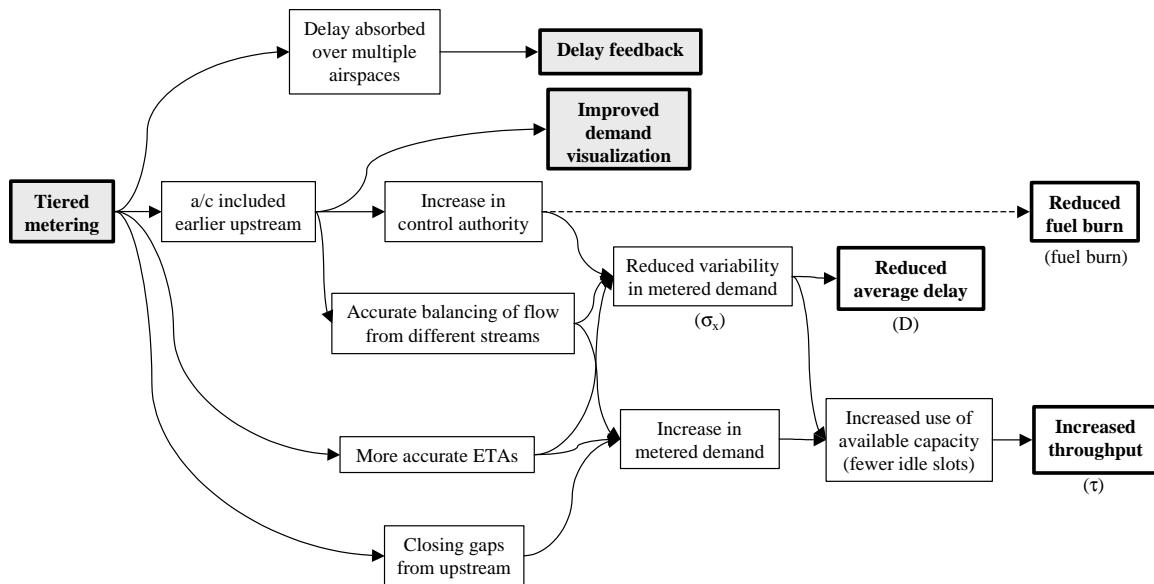 Delay absorbed
over multiple
airspaces
Delay feedback
Improved
demand
visualization
Tiered
metering
a/c included
earlier upstream
Increase in
control authority
Reduced
fuel burn
(fuel burn)
Reduced variability
in metered demand
(σx)
Reduced
average delay
(D)
Accurate balancing of flow
from different streams
More accurate ETAs
Increase in
metered demand
Increased use of
available capacity
(fewer idle slots)
Increased
throughput
(τ)
Closing gaps
from upstream